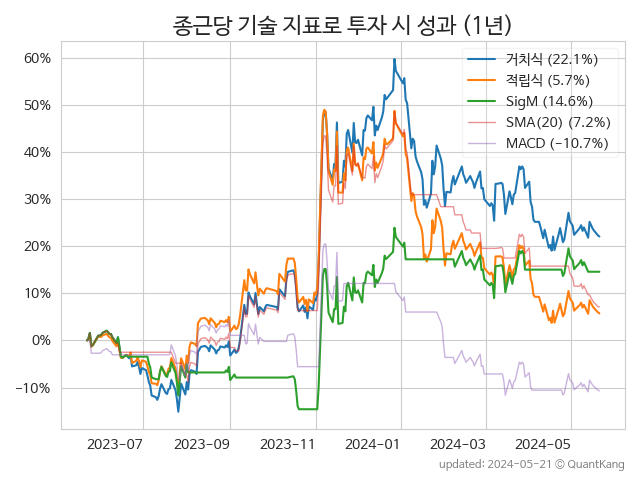 종근당 기술 지표로 투자 시 성과 (1년)
60%
50%
40%
30%
20%
10%
0%
−10%
거치식 (22.1%)
적립식 (5.7%)
SigM (14.6%)
SMA(20) (7.2%)
MACD (−10.7%)
2023-07
2023-09
2023-11
2024-01
2024-03
2024-05
updated: 2024-05-21 © QuantKang